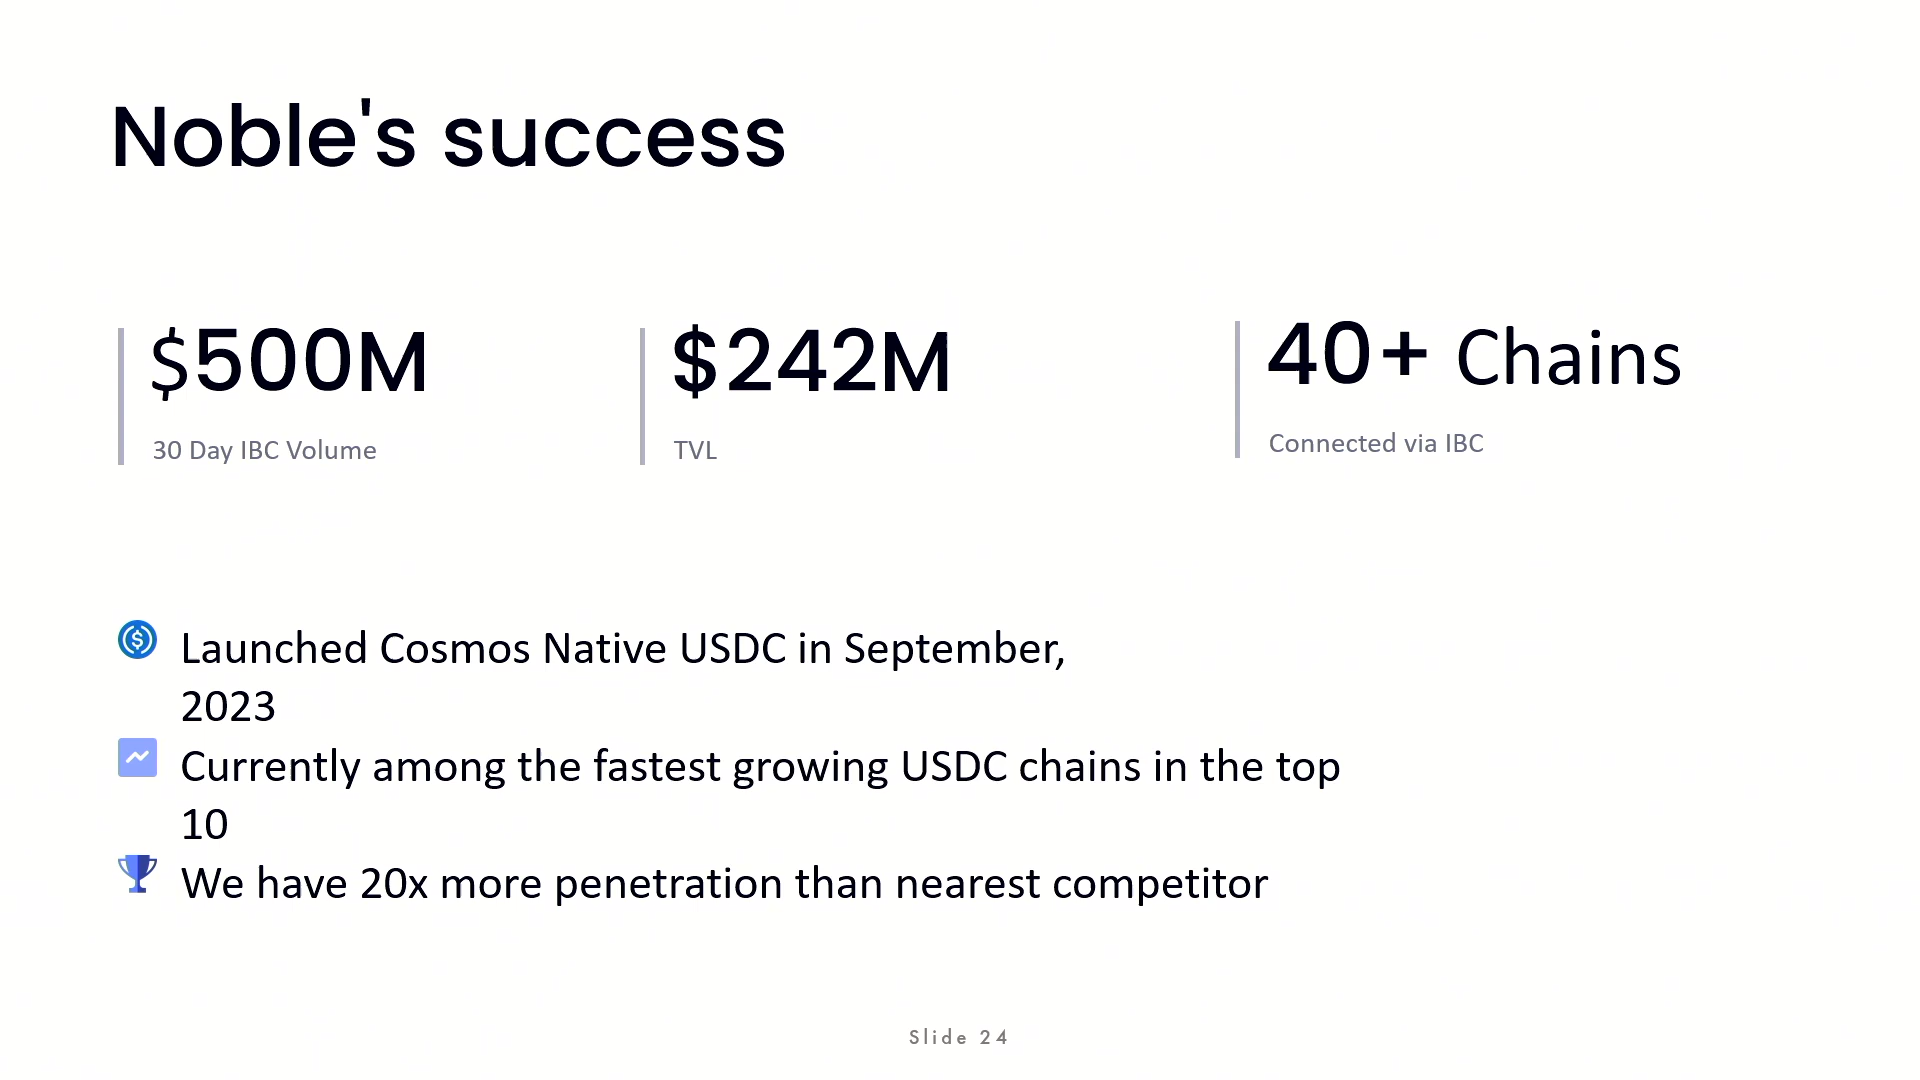 Noble's success
$500M
30 Day IBC Volume
$242M
TVL
40+ Chains
Connected via IBC
Launched Cosmos Native USDC in September,
2023
Currently among the fastest growing USDC chains in the top
10
We have 20x more penetration than nearest competitor
Slide 24